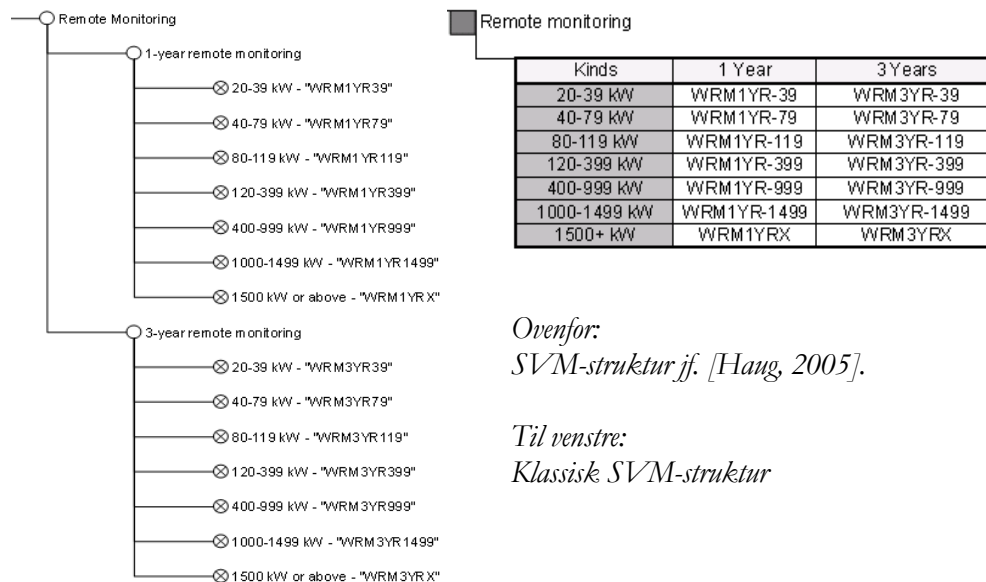 Remote Monitoring
1-year remote monitoring
20-39 kW - "WRM1YR39"
40-79 kW - "WRM1YR79"
80-119 kW - "WRM1YR119"
120-399 kW - "WRM1YR399"
400-999 kW - "WRM1YR999"
1000-1499 kW - "WRM1YR1499"
1500 kW or above - "WRM1YRX"
3-year remote monitoring
20-39 kW - "WRM3YR39"
40-79 kW - "WRM3YR79"
80-119 kW - "WRM3YR119"
120-399 kW - "WRM3YR399"
400-999 kW - "WRM3YR999"
1000-1499 kW - "WRM3YR1499"
1500 kW or above - "WRM3YRX"
Remote monitoring
Kinds 1 Year 3 Years
20-39 kW WRM1YR-39 WRM3YR-39
40-79 kW WRM1YR-79 WRM3YR-79
80-119 kW WRM1YR-119 WRM3YR-119
120-399 kW WRM1YR-399 WRM3YR-399
400-999 kW WRM1YR-999 WRM3YR-999
1000-1499 kW WRM1YR-1499 WRM3YR-1499
1500+ kW WRM1YRX WRM3YRX
Ovenfor:
SVM-struktur jf. [Haug, 2005].
Til venstre:
Klassisk SVM-struktur